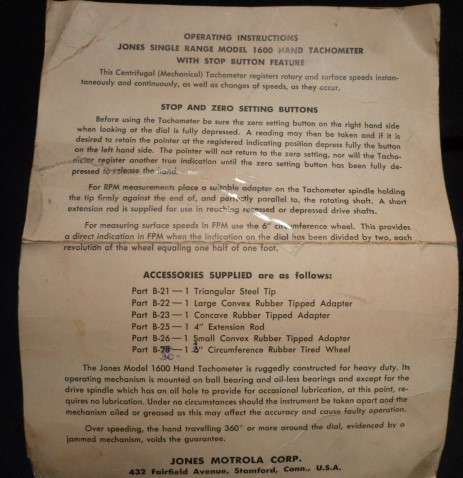 OPERATING INSTRUCTIONS
JONES SINGLE RANGE MODEL 1600 HAND TACHOMETER
WITH STOP BUTTON FEATURE
This Centrifugal (Mechanical) Tachometer registers rotary and surface speeds instan-
taneously and continuously, as well as changes of speeds, as they occur.
STOP AND ZERO SETTING BUTTONS
Before using the Tachometer be sure the zero setting button on the right hand side
when looking at the dial is fully depressed. A reading may then be taken and if it is
desired to retain the pointer at the registered indicating position depress fully the button
on the left hand side. The pointer will not return to the zero setting, nor will the Tacho-
meter register another true indication until the zero setting button has been fully de-
pressed to release the hand.
For RPM measurements place a suitable adapter on the Tachometer spindle holding
the tip firmly against the end of, and perfectly parallel to, the rotating shaft. A short
extension rod is supplied for use in reaching recessed or depressed drive shafts.
For measuring surface speeds in FPM use the 6" circumference wheel. This provides
a direct indication in FPM when the indication on the dial has been divided by two, each
revolution of the wheel equaling one half of one foot.
ACCESSORIES SUPPLIED are as follows:
Part B-21—1 Triangular Steel Tip
Part B-22—1 Large Convex Rubber Tipped Adapter
Part B-23—1 Concave Rubber Tipped Adapter
Part B-25—1 4" Extension Rod
Part B-26—1 Small Convex Rubber Tipped Adapter
Part B-28—1 6" Circumference Rubber Tired Wheel
The Jones Model 1600 Hand Tachometer is ruggedly constructed for heavy duty. Its
operating mechanism is mounted on ball bearing and oil-less bearings and except for the
drive spindle which has an oil hole to provide for occasional lubrication, at this point, re-
quires no lubrication. Under no circumstances should the instrument be taken apart and the
mechanism oiled or greased as this may affect the accuracy and cause faulty operation.
Over speeding, the hand travelling 360° or more around the dial, evidenced by a
jammed mechanism, voids the guarantee.
JONES MOTROLA CORP.
432 Fairfield Avenue, Stamford, Conn., U.S.A.